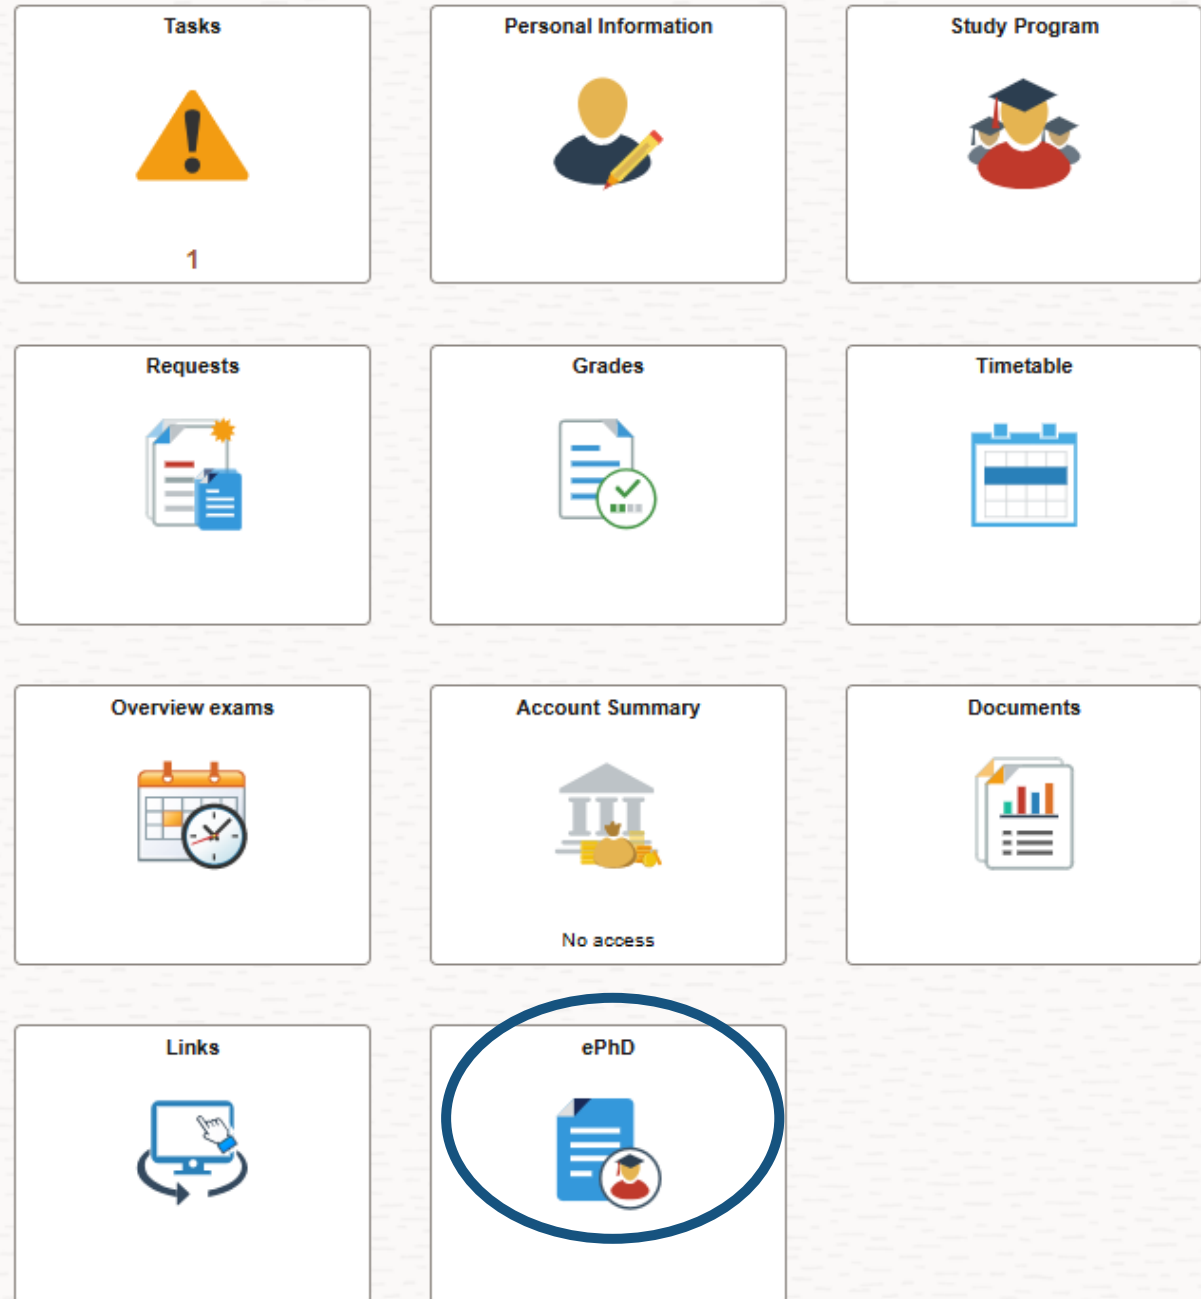 Tasks
Personal Information
Study Program
1
Requests
Grades
Timetable
Overview exams
Account Summary
Documents
No access
Links
ePhD